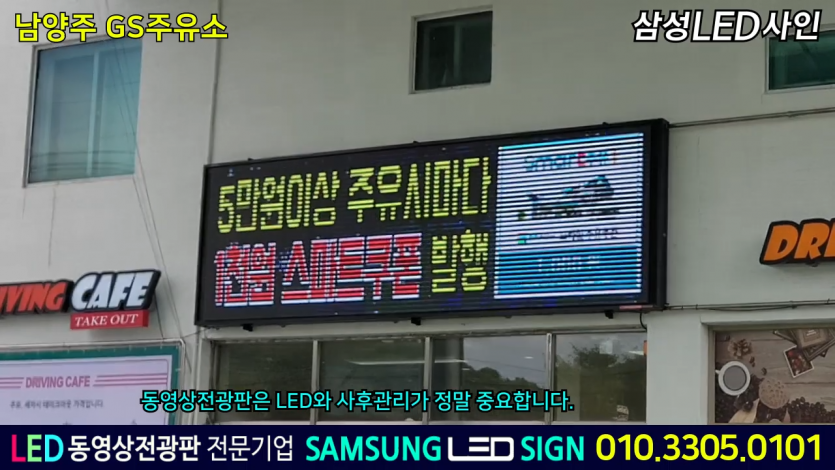 남양주 GS주유소
삼성LED사인
5만원이상 주유시마다
1천원 스마트쿠폰 발행
DRIVING CAFE
TAKE OUT
DRI
DRIVING CAFE
동영상전광판은 LED와 사후관리가 정말 중요합니다.
LED동영상전광판 전문기업 SAMSUNG LED SIGN 010.3305.0101